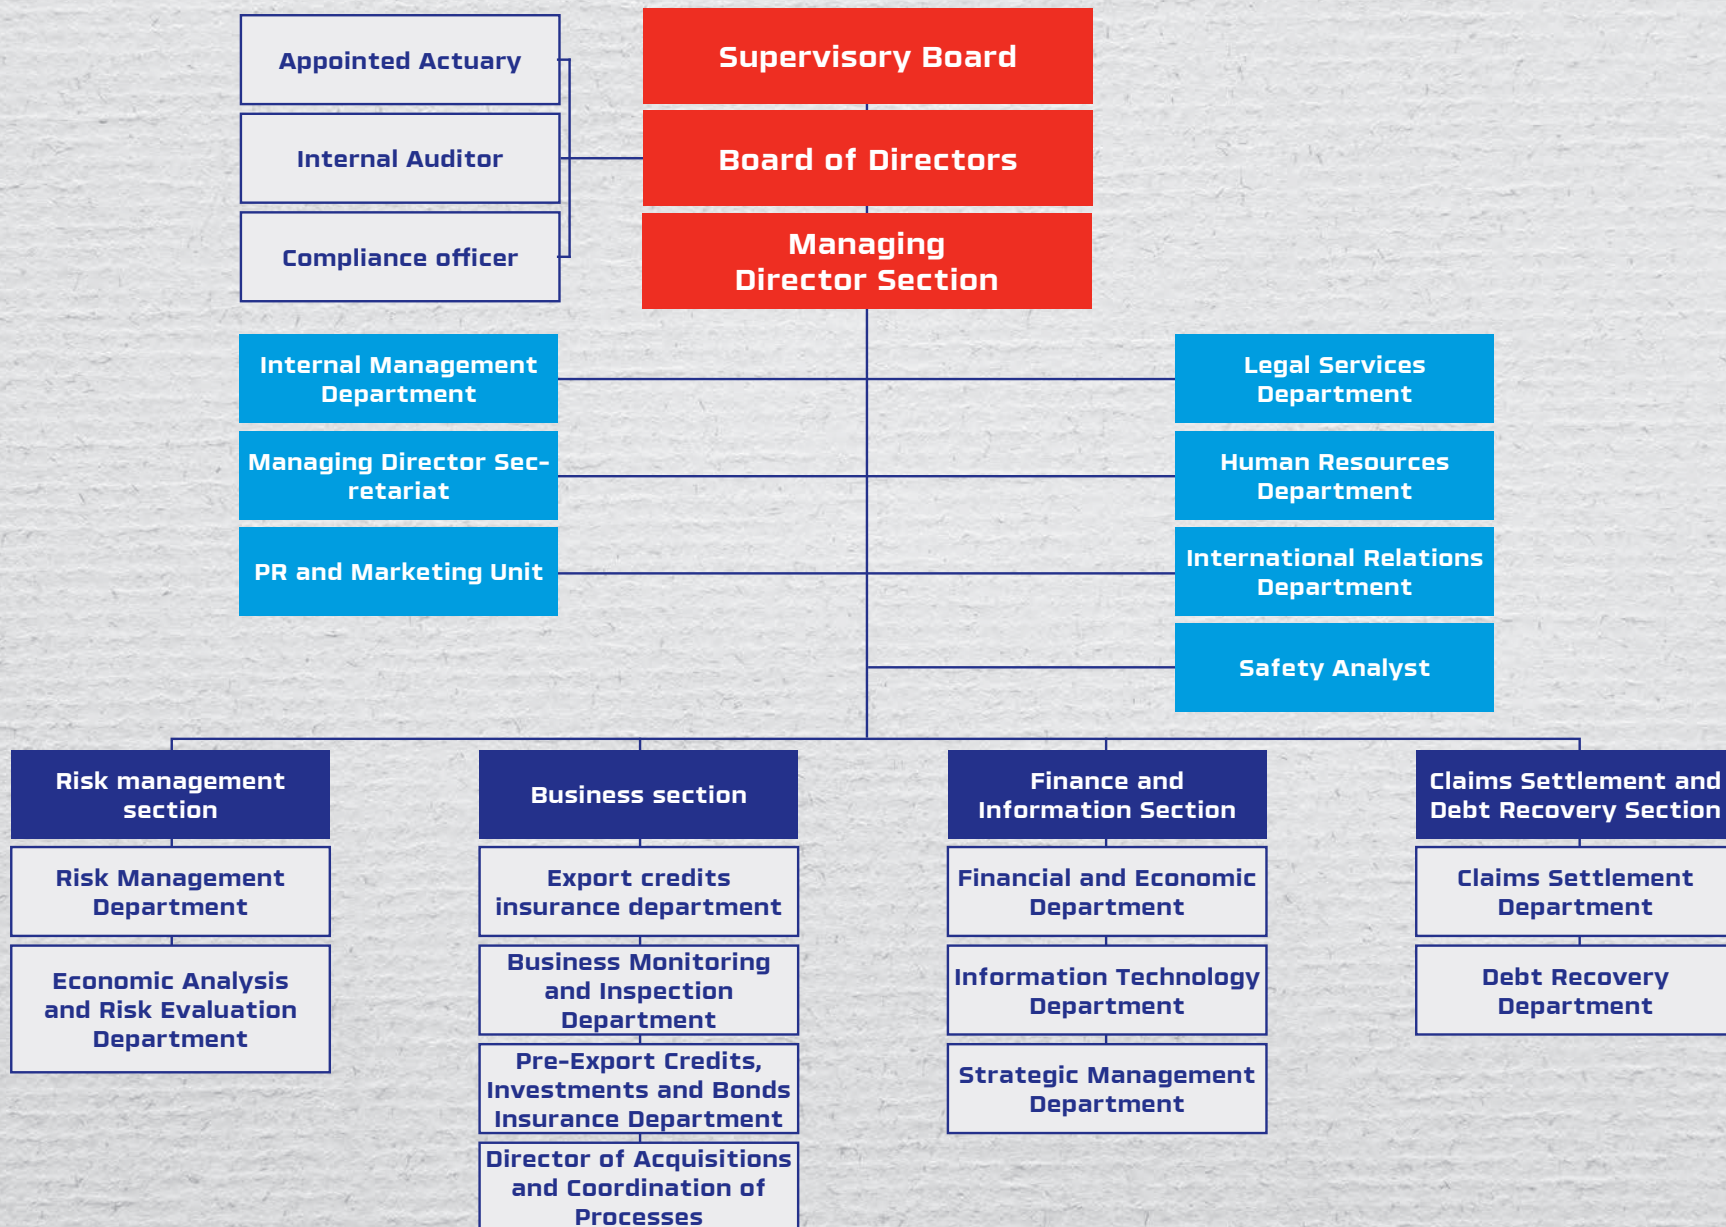 Appointed Actuary
Internal Auditor
Compliance officer
Supervisory Board
Board of Directors
Managing
Director Section
Internal Management
Department
Managing Director Sec-
retariat
PR and Marketing Unit
Legal Services
Department
Human Resources
Department
International Relations
Department
Safety Analyst
Risk management
section
Risk Management
Department
Economic Analysis
and Risk Evaluation
Department
Business section
Export credits
insurance department
Business Monitoring
and Inspection
Department
Pre-Export Credits,
Investments and Bonds
Insurance Department
Director of Acquisitions
and Coordination of
Processes
Finance and
Information Section
Financial and Economic
Department
Information Technology
Department
Strategic Management
Department
Claims Settlement and
Debt Recovery Section
Claims Settlement
Department
Debt Recovery
Department